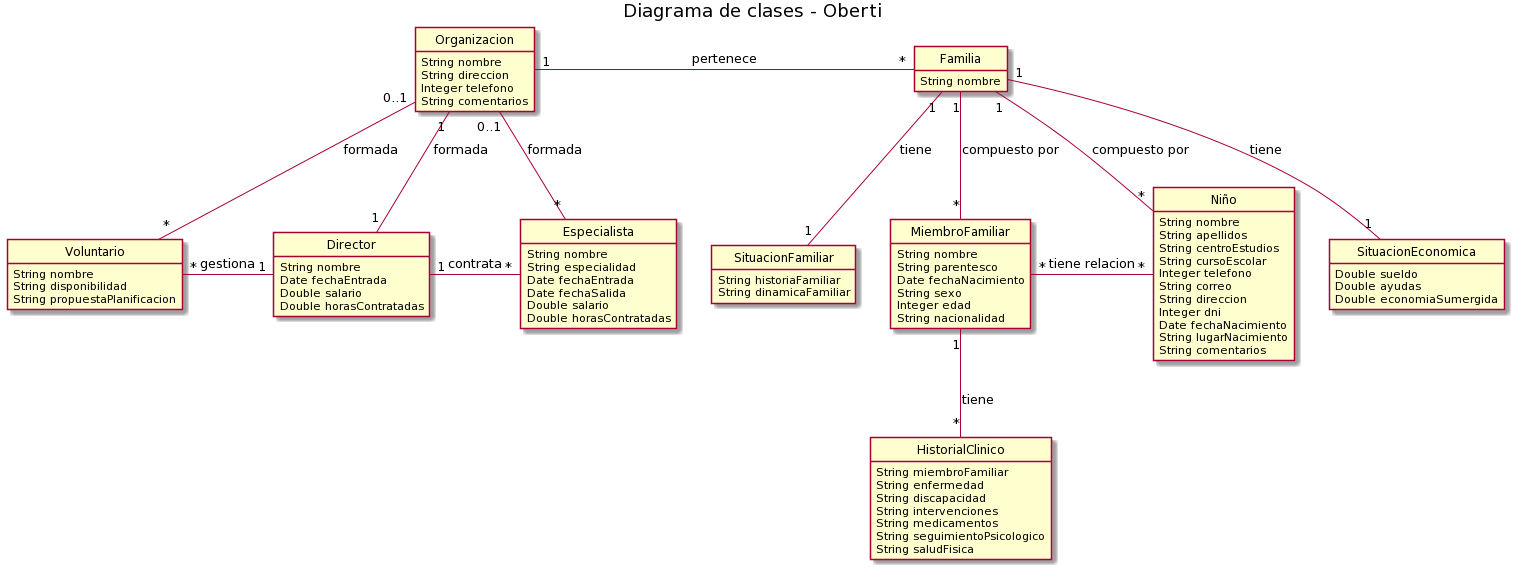 Diagrama de clases - Oberti
Organizacion
String nombre
String direccion
Integer telefono
String comentarios
1
pertenece
*
Familia
String nombre
1
0..1
formada
*
1
formada
1
0..1
formada
*
1
tiene
1
1
compuesto por
*
1
compuesto por
*
tiene
1
Voluntario
String nombre
String disponibilidad
String propuestaPlanificacion
* gestiona 1
Director
String nombre
Date fechaEntrada
Double salario
Double horasContratadas
1 contrata *
Especialista
String nombre
String especialidad
Date fechaEntrada
Date fechaSalida
Double salario
Double horasContratadas
SituacionFamiliar
String historiaFamiliar
String dinamicaFamiliar
MiembroFamiliar
String nombre
String parentesco
Date fechaNacimiento
String sexo
Integer edad
String nacionalidad
* tiene relacion *
Niño
String nombre
String apellidos
String centroEstudios
String cursoEscolar
Integer telefono
String correo
String direccion
Integer dni
Date fechaNacimiento
String lugarNacimiento
String comentarios
SituacionEconomica
Double sueldo
Double ayudas
Double economiaSumergida
1
tiene
*
HistorialClinico
String miembroFamiliar
String enfermedad
String discapacidad
String intervenciones
String medicamentos
String seguimientoPsicologico
String saludFisica